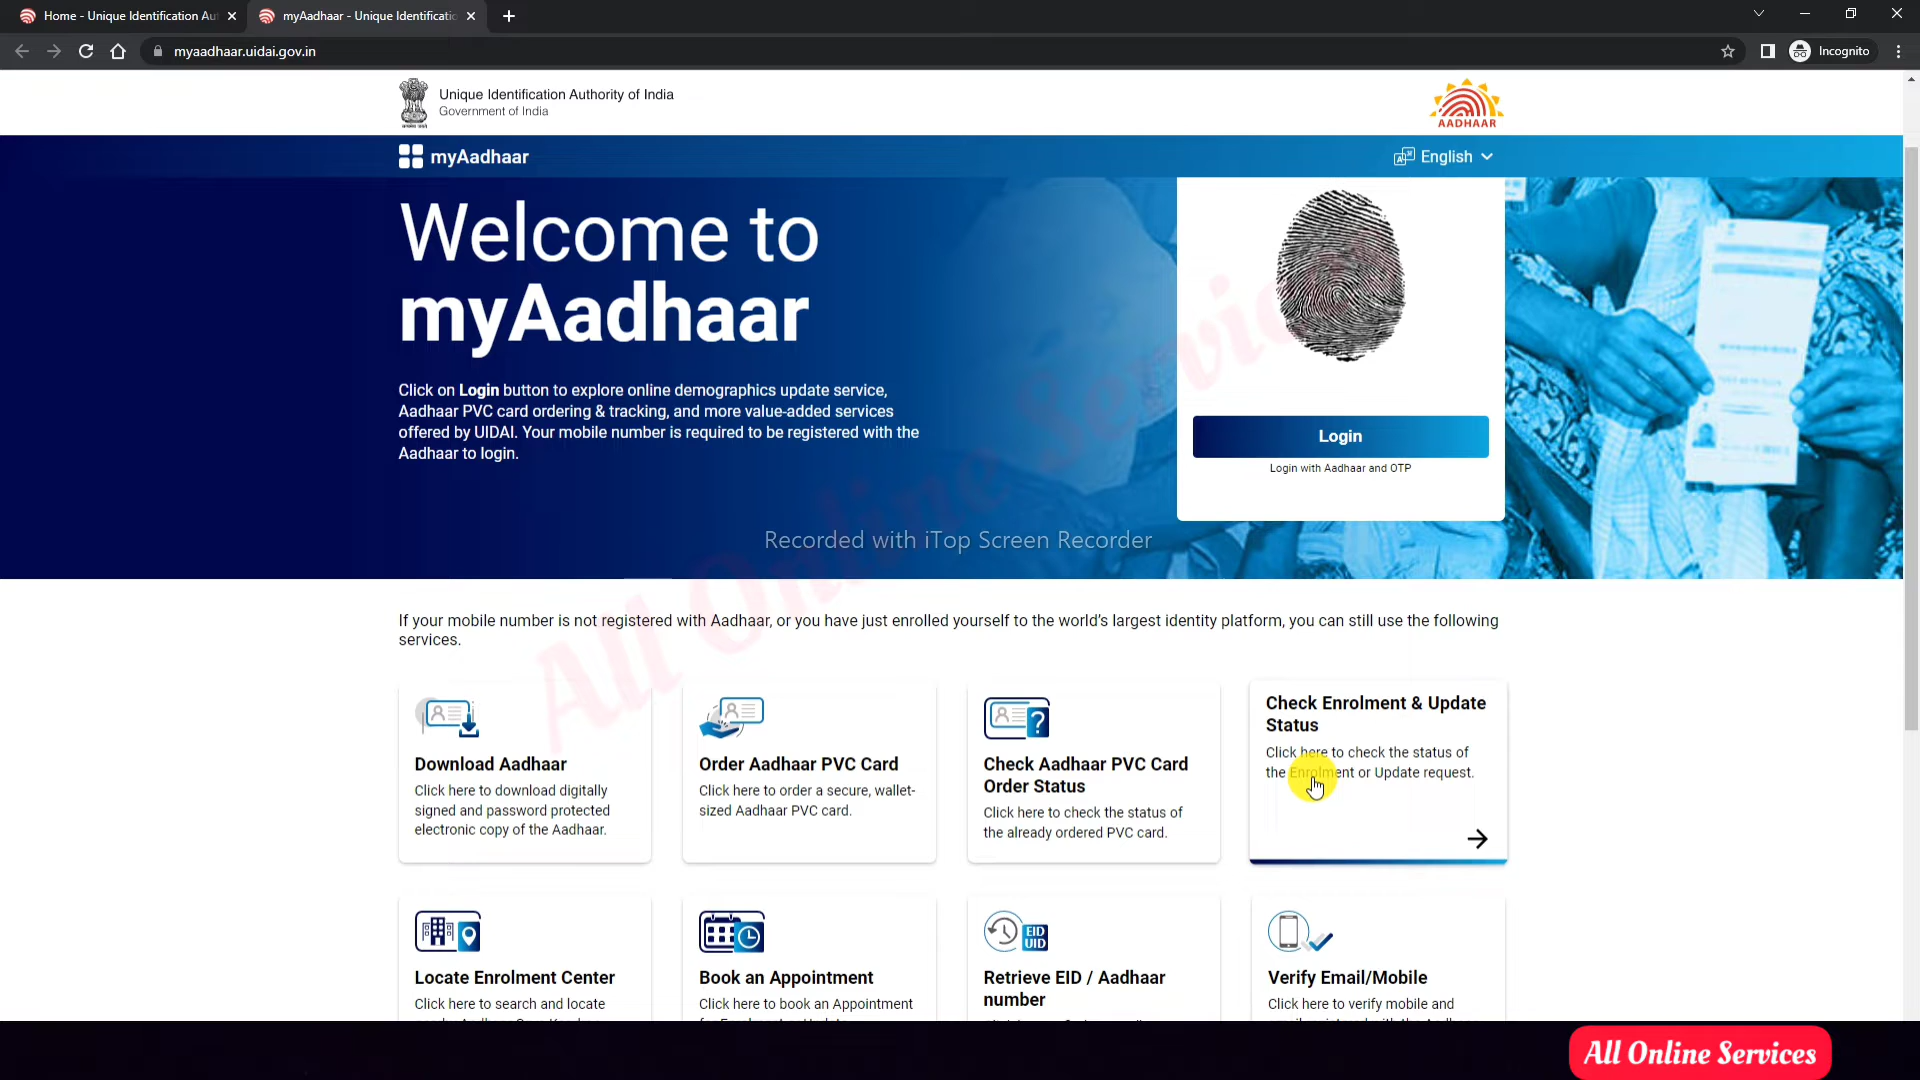 Home - Unique Identification Aut
myAadhaar - Unique Identificatio
myaadhaar.uidai.gov.in
Incognito
Unique Identification Authority of India
Government of India
AADHAAR
myAadhaar
English
Welcome to
myAadhaar
Click on Login button to explore online demographics update service,
Aadhaar PVC card ordering & tracking, and more value-added services
offered by UIDAI. Your mobile number is required to be registered with the
Aadhaar to login.
Login
Login with Aadhaar and OTP
All Online Services
Recorded with iTop Screen Recorder
If your mobile number is not registered with Aadhaar, or you have just enrolled yourself to the world's largest identity platform, you can still use the following
services.
Download Aadhaar
Click here to download digitally
signed and password protected
electronic copy of the Aadhaar.
Order Aadhaar PVC Card
Click here to order a secure, wallet-
sized Aadhaar PVC card.
?
Check Aadhaar PVC Card
Order Status
Click here to check the status of
the already ordered PVC card.
Check Enrolment & Update
Status
Click here to check the status of
the Enrolment or Update request.
Locate Enrolment Center
Click here to search and locate
Book an Appointment
Click here to book an Appointment
EID
UID
Retrieve EID / Aadhaar
number
Verify Email/Mobile
Click here to verify mobile and
All Online Services